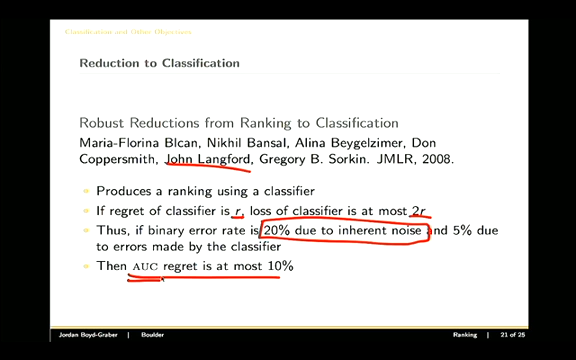 Classification and Other Objectives
Reduction to Classification
Robust Reductions from Ranking to Classification
Maria-Florina Blcan, Nikhil Bansal, Alina Beygelzimer, Don
Coppersmith, John Langford, Gregory B. Sorkin. JMLR, 2008.
Produces a ranking using a classifier
If regret of classifier is r, loss of classifier is at most 2r
Thus, if binary error rate is 20% due to inherent noise and 5% due
to errors made by the classifier
Then AUC regret is at most 10%
Jordan Boyd-Graber | Boulder
Ranking | 21 of 25